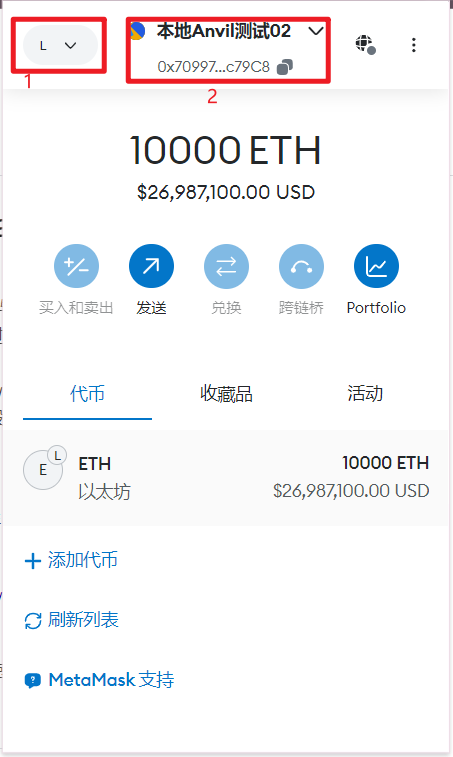 L
本地Anvil测试02
0x70997...c79C8
1
2
10000 ETH
$26,987,100.00 USD
买入和卖出
发送
兑换
跨链桥
Portfolio
代币
收藏品
活动
L
E
ETH
10000 ETH
以太坊
$26,987,100.00 USD
添加代币
刷新列表
MetaMask 支持